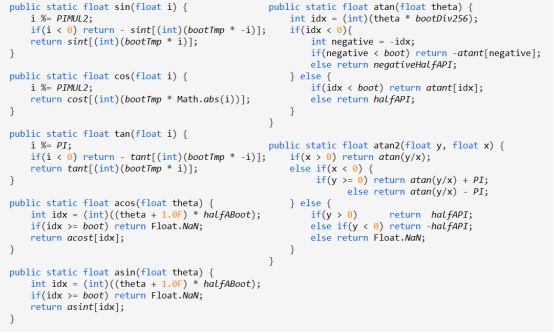 public static float sin(float i) {
i %= PIMUL2;
if(i < 0) return - sint[(int)(bootTmp * -i)];
return sint[(int)(bootTmp * i)];
}
public static float cos(float i) {
i %= PIMUL2;
return cost[(int)(bootTmp * Math.abs(i))];
}
public static float tan(float i) {
i %= PI;
if(i < 0) return - tant[(int)(bootTmp * -i)];
return tant[(int)(bootTmp * i)];
}
public static float acos(float theta) {
int idx = (int)((theta + 1.0F) * halfABoot);
if(idx >= boot) return Float.NaN;
return acost[idx];
}
public static float asin(float theta) {
int idx = (int)((theta + 1.0F) * halfABoot);
if(idx >= boot) return Float.NaN;
return asint[idx];
}
public static float atan(float theta) {
int idx = (int)(theta * bootDiv256);
if(idx < 0){
int negative = -idx;
if(negative < boot) return -atant[negative];
else return negativeHalfAPI;
} else {
if(idx < boot) return atant[idx];
else return halfAPI;
}
}
public static float atan2(float y, float x) {
if(x > 0) return atan(y/x);
else if(x < 0) {
if(y >= 0) return atan(y/x) + PI;
else return atan(y/x) - PI;
} else {
if(y > 0) return halfAPI;
else if(y < 0) return -halfAPI;
else return Float.NaN;
}
}